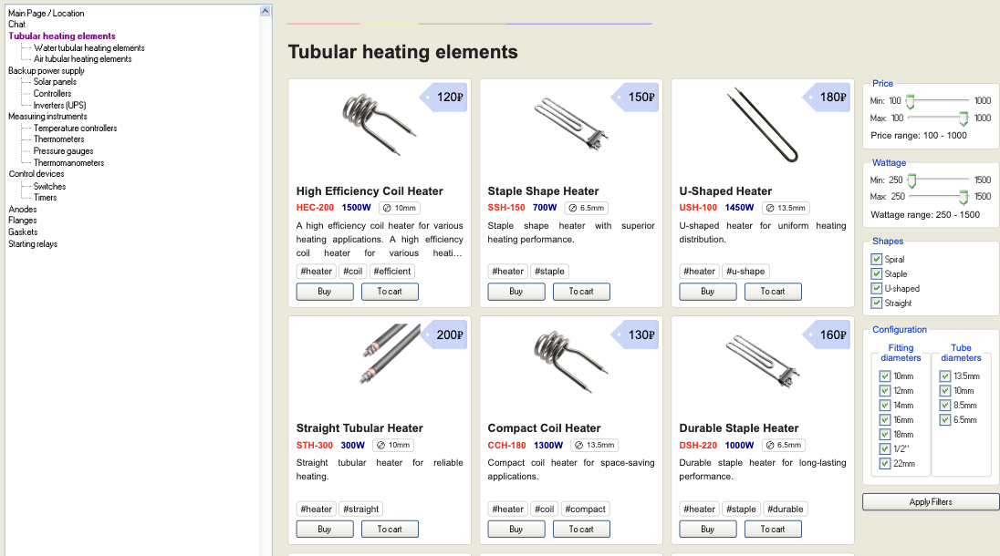 Main Page / Location
Chat
Tubular heating elements
Water tubular heating elements
Air tubular heating elements
Backup power supply
Solar panels
Controllers
Inverters (UPS)
Measuring instruments
Temperature controllers
Thermometers
Pressure gauges
Thermomanometers
Control devices
Switches
Timers
Anodes
Flanges
Gaskets
Starting relays
Tubular heating elements
120₽
High Efficiency Coil Heater
HEC-200 1500W 10mm
A high efficiency coil heater for various
heating applications. A high efficiency
coil heater for various heati…
#heater #coil #efficient
Buy To cart
150₽
Staple Shape Heater
SSH-150 700W 6.5mm
Staple shape heater with superior
heating performance.
#heater #staple
Buy To cart
180₽
U-Shaped Heater
USH-100 1450W 13.5mm
U-shaped heater for uniform heating
distribution.
#heater #u-shape
Buy To cart
200₽
Straight Tubular Heater
STH-300 300W 10mm
Straight tubular heater for reliable
heating.
#heater #straight
Buy To cart
130₽
Compact Coil Heater
CCH-180 1300W 13.5mm
Compact coil heater for space-saving
applications.
#heater #coil #compact
Buy To cart
160₽
Durable Staple Heater
DSH-220 1000W 6.5mm
Durable staple heater for long-lasting
performance.
#heater #staple #durable
Buy To cart
Price
Min: 100 1000
Max: 100 1000
Price range: 100 - 1000
Wattage
Min: 250 1500
Max: 250 1500
Wattage range: 250 - 1500
Shapes
Spiral
Staple
U-shaped
Straight
Configuration
Fitting
diameters
10mm
12mm
14mm
16mm
18mm
1/2"
22mm
Tube
diameters
13.5mm
10mm
8.5mm
6.5mm
Apply Filters